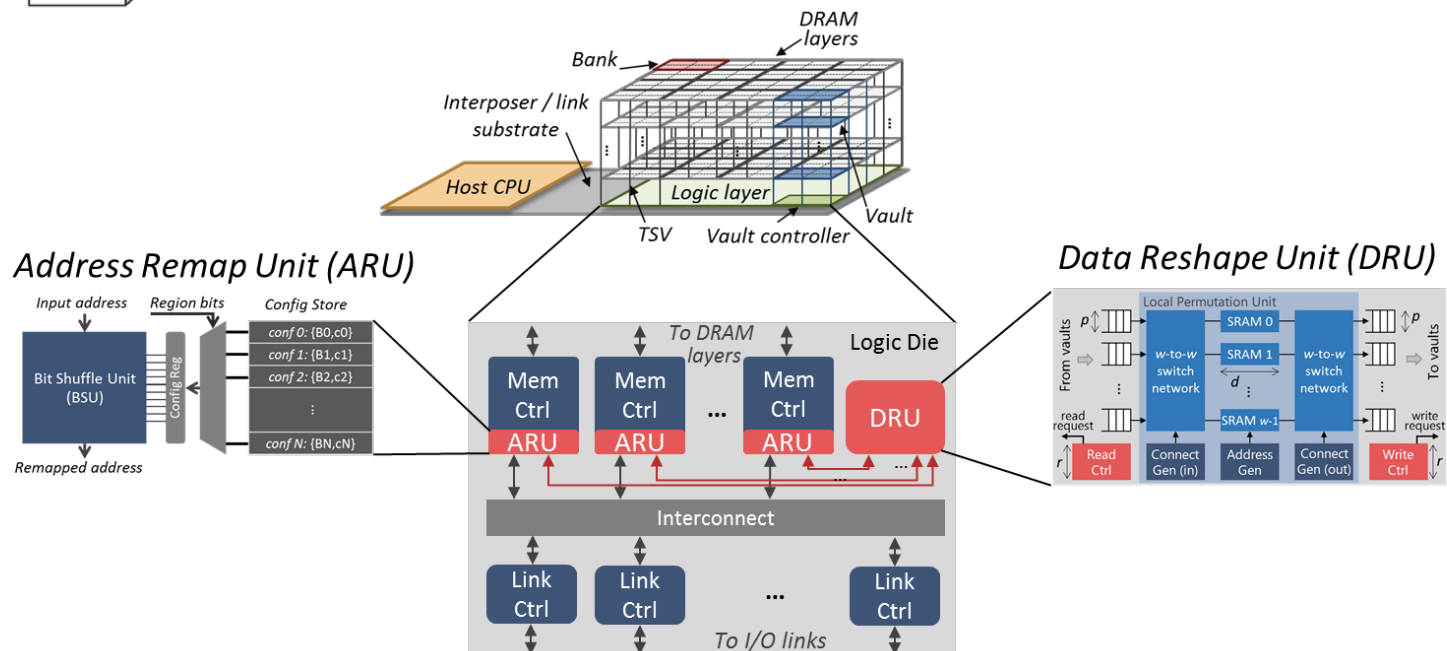 DRAM
layers
Bank
Interposer / link
substrate
Host CPU
Logic layer
TSV
Vault controller
Vault
Address Remap Unit (ARU)
Input address
Region bits
Config Store
Bit Shuffle Unit
(BSU)
Config Reg
conf 0: {B0,c0}
conf 1: {B1,c1}
conf 2: {B2,c2}
⋮
conf N: {BN,cN}
Remapped address
To DRAM
layers
Logic Die
Mem
Ctrl
ARU
Mem
Ctrl
ARU
...
Mem
Ctrl
ARU
DRU
...
...
Interconnect
Link
Ctrl
Link
Ctrl
...
Link
Ctrl
To I/O links
Data Reshape Unit (DRU)
Local Permutation Unit
From vaults
p
w-to-w
switch
network
SRAM 0
SRAM 1
d
⋮
SRAM w-1
w-to-w
switch
network
p
To vaults
read
request
write
request
r
Read
Ctrl
Connect
Gen (in)
Address
Gen
Connect
Gen (out)
Write
Ctrl
r